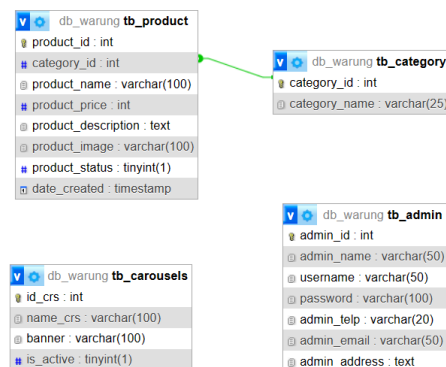 db_warung tb_product
product_id : int
category_id : int
product_name : varchar(100)
product_price : int
product_description : text
product_image : varchar(100)
product_status : tinyint(1)
date_created : timestamp
db_warung tb_category
category_id : int
category_name : varchar(25)
db_warung tb_carousels
id_crs : int
name_crs : varchar(100)
banner : varchar(100)
is_active : tinyint(1)
db_warung tb_admin
admin_id : int
admin_name : varchar(50)
username : varchar(50)
password : varchar(100)
admin_telp : varchar(20)
admin_email : varchar(50)
admin_address : text